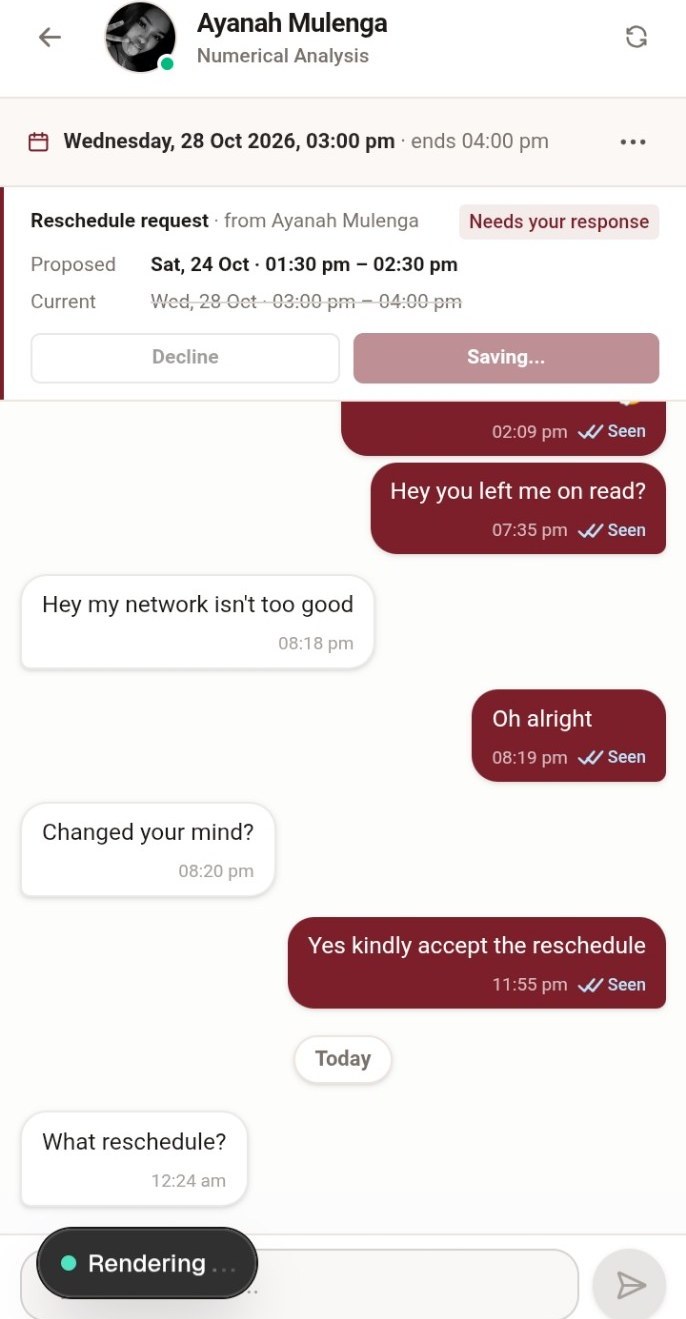 Ayanah Mulenga
Numerical Analysis
Wednesday, 28 Oct 2026, 03:00 pm · ends 04:00 pm
Reschedule request · from Ayanah Mulenga
Needs your response
Proposed Sat, 24 Oct · 01:30 pm – 02:30 pm
Current Wed, 28 Oct · 03:00 pm – 04:00 pm
Decline
Saving...
02:09 pm Seen
Hey you left me on read?
07:35 pm Seen
Hey my network isn't too good
08:18 pm
Oh alright
08:19 pm Seen
Changed your mind?
08:20 pm
Yes kindly accept the reschedule
11:55 pm Seen
Today
What reschedule?
12:24 am
Rendering ...